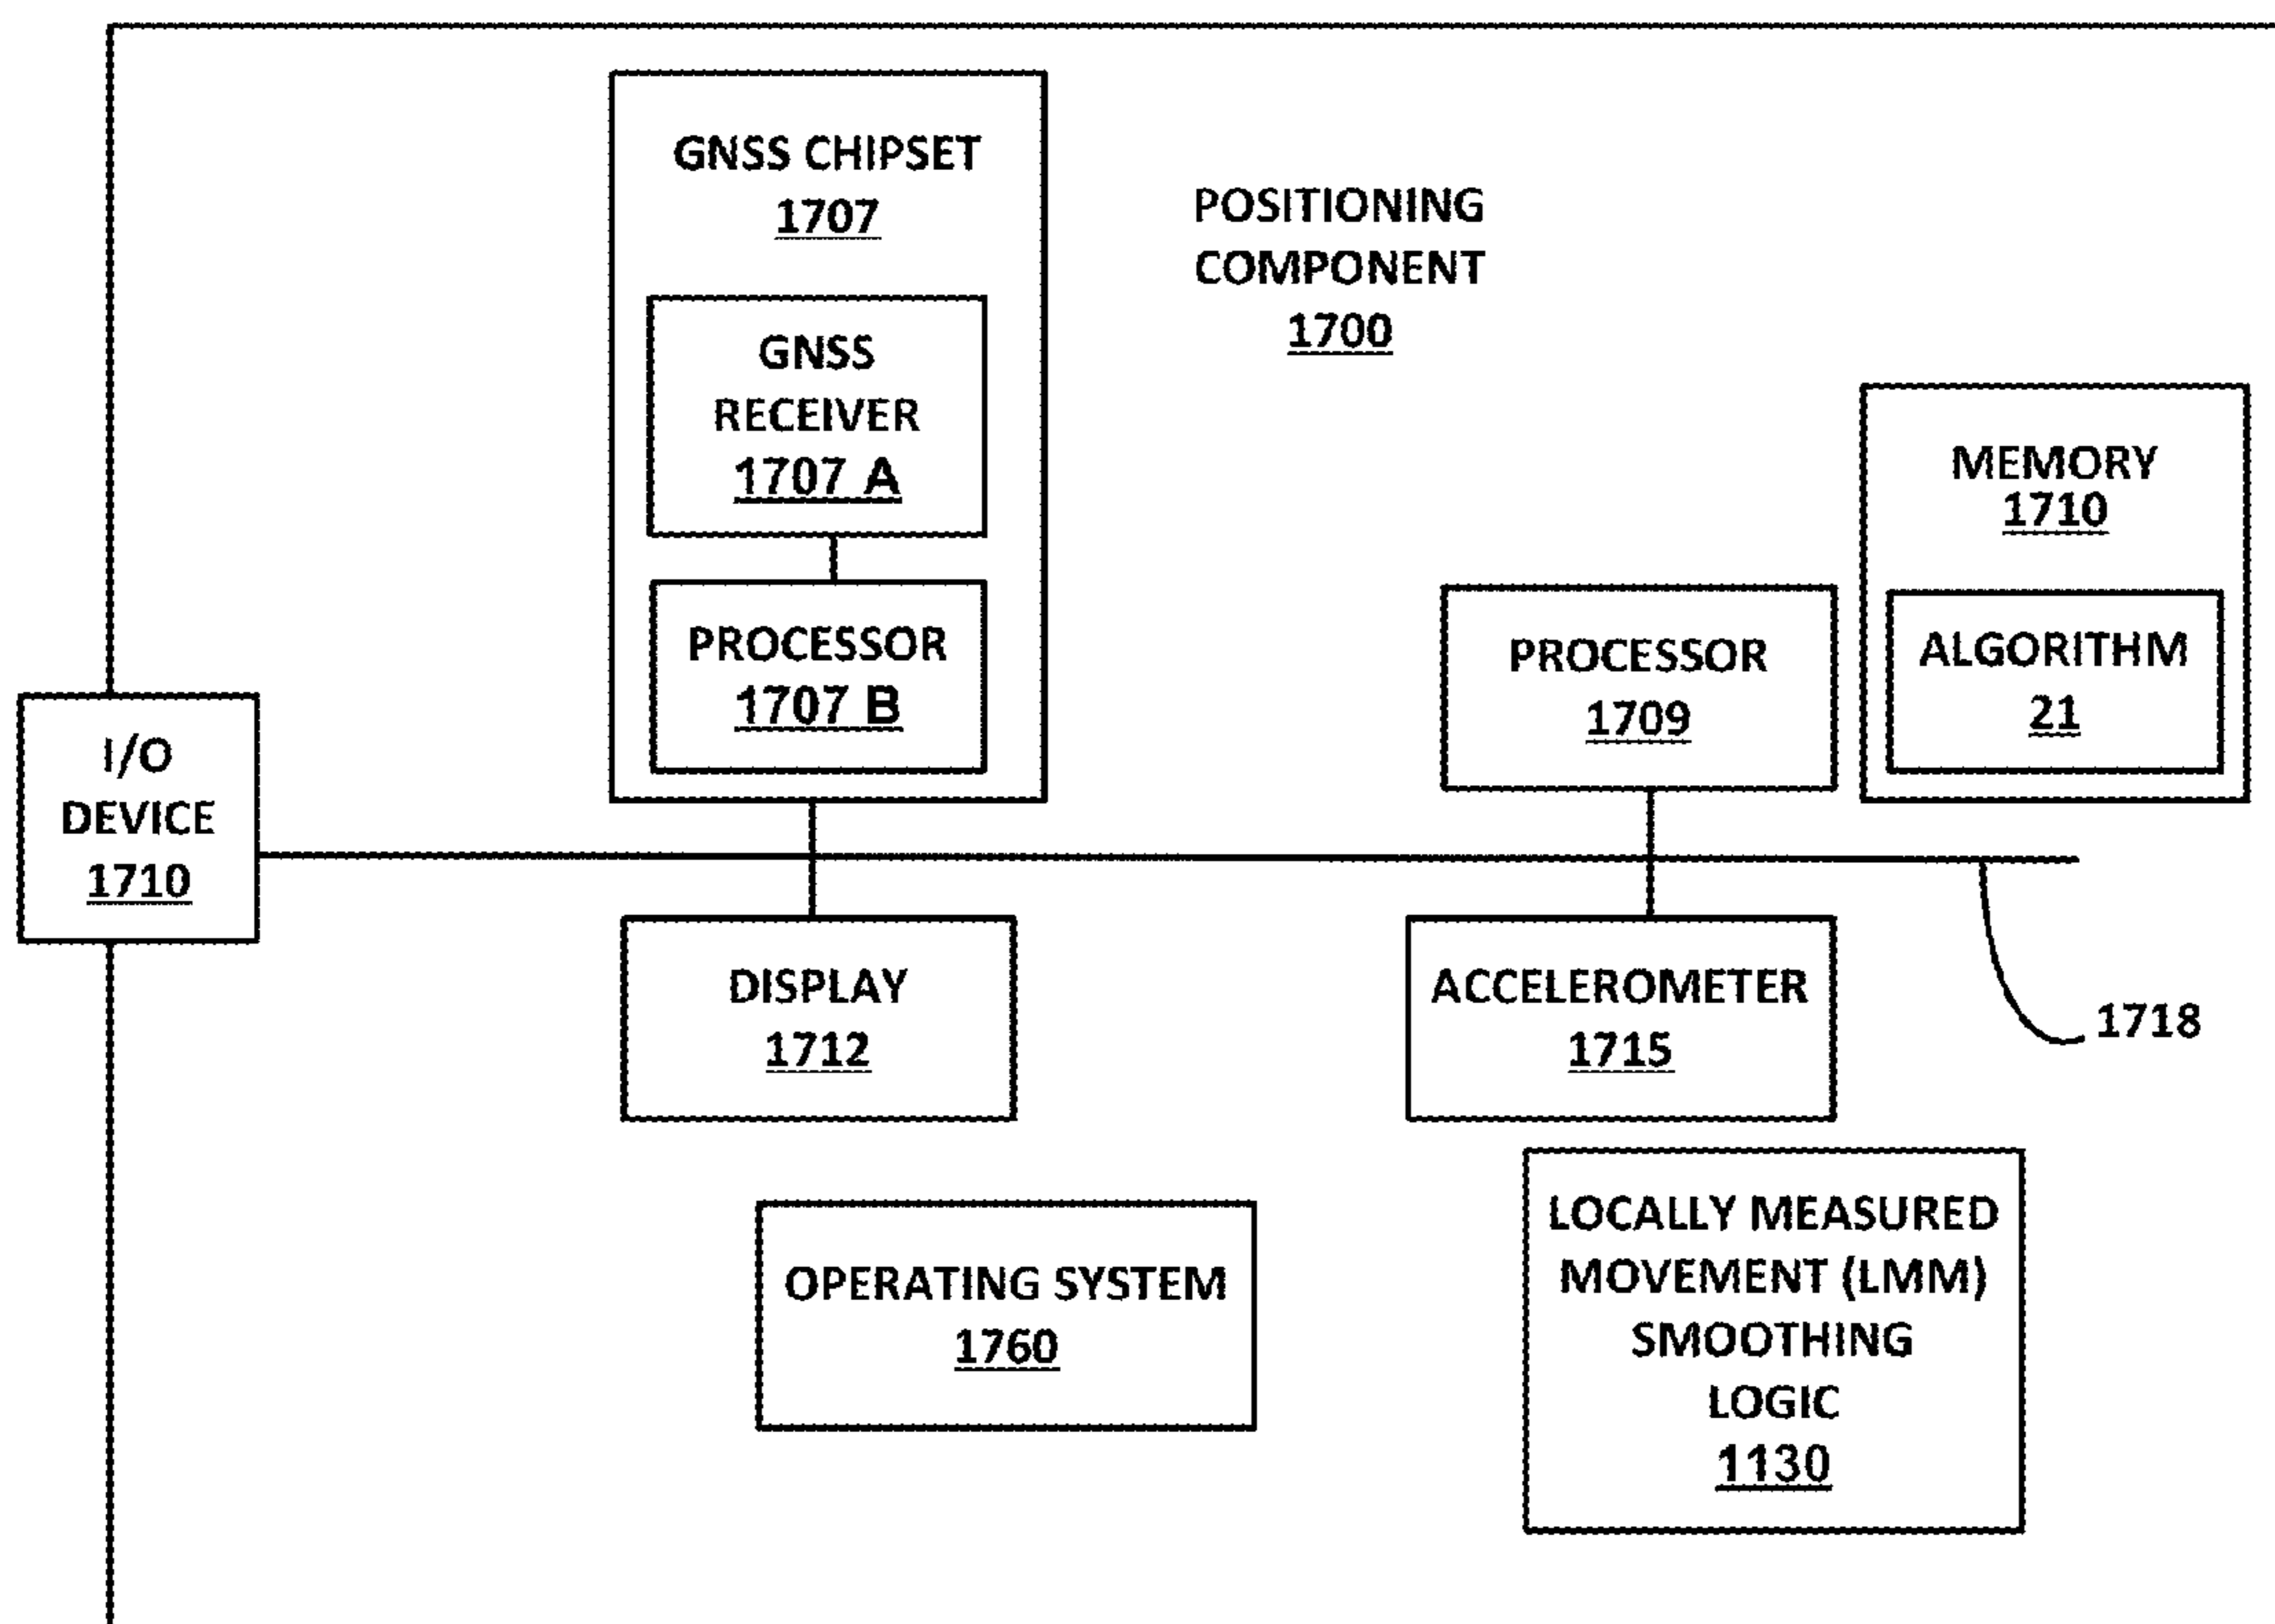 GNSS CHIPSET
1707
GNSS
RECEIVER
1707 A
PROCESSOR
1707 B
POSITIONING
COMPONENT
1700
MEMORY
1710
ALGORITHM
21
PROCESSOR
1709
I/O
DEVICE
1710
DISPLAY
1712
ACCELEROMETER
1715
1718
OPERATING SYSTEM
1760
LOCALLY MEASURED
MOVEMENT (LMM)
SMOOTHING
LOGIC
1130